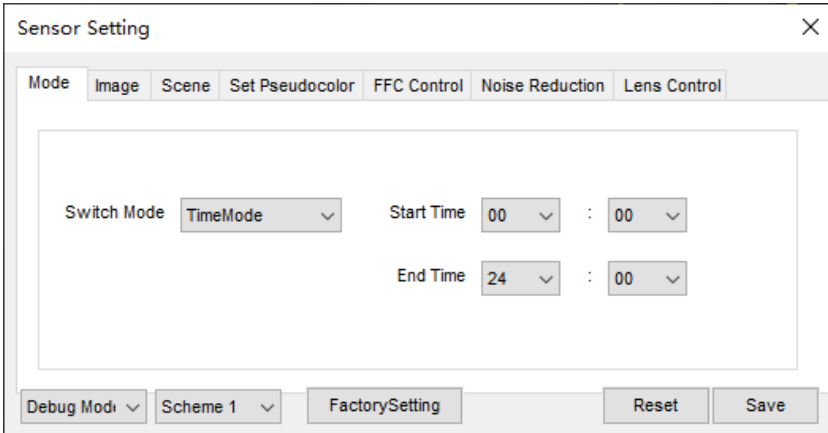 Sensor Setting
Mode Image Scene Set Pseudocolor FFC Control Noise Reduction Lens Control
Switch Mode TimeMode Start Time 00 : 00
End Time 24 : 00
Debug Mod Scheme 1 FactorySetting Reset Save